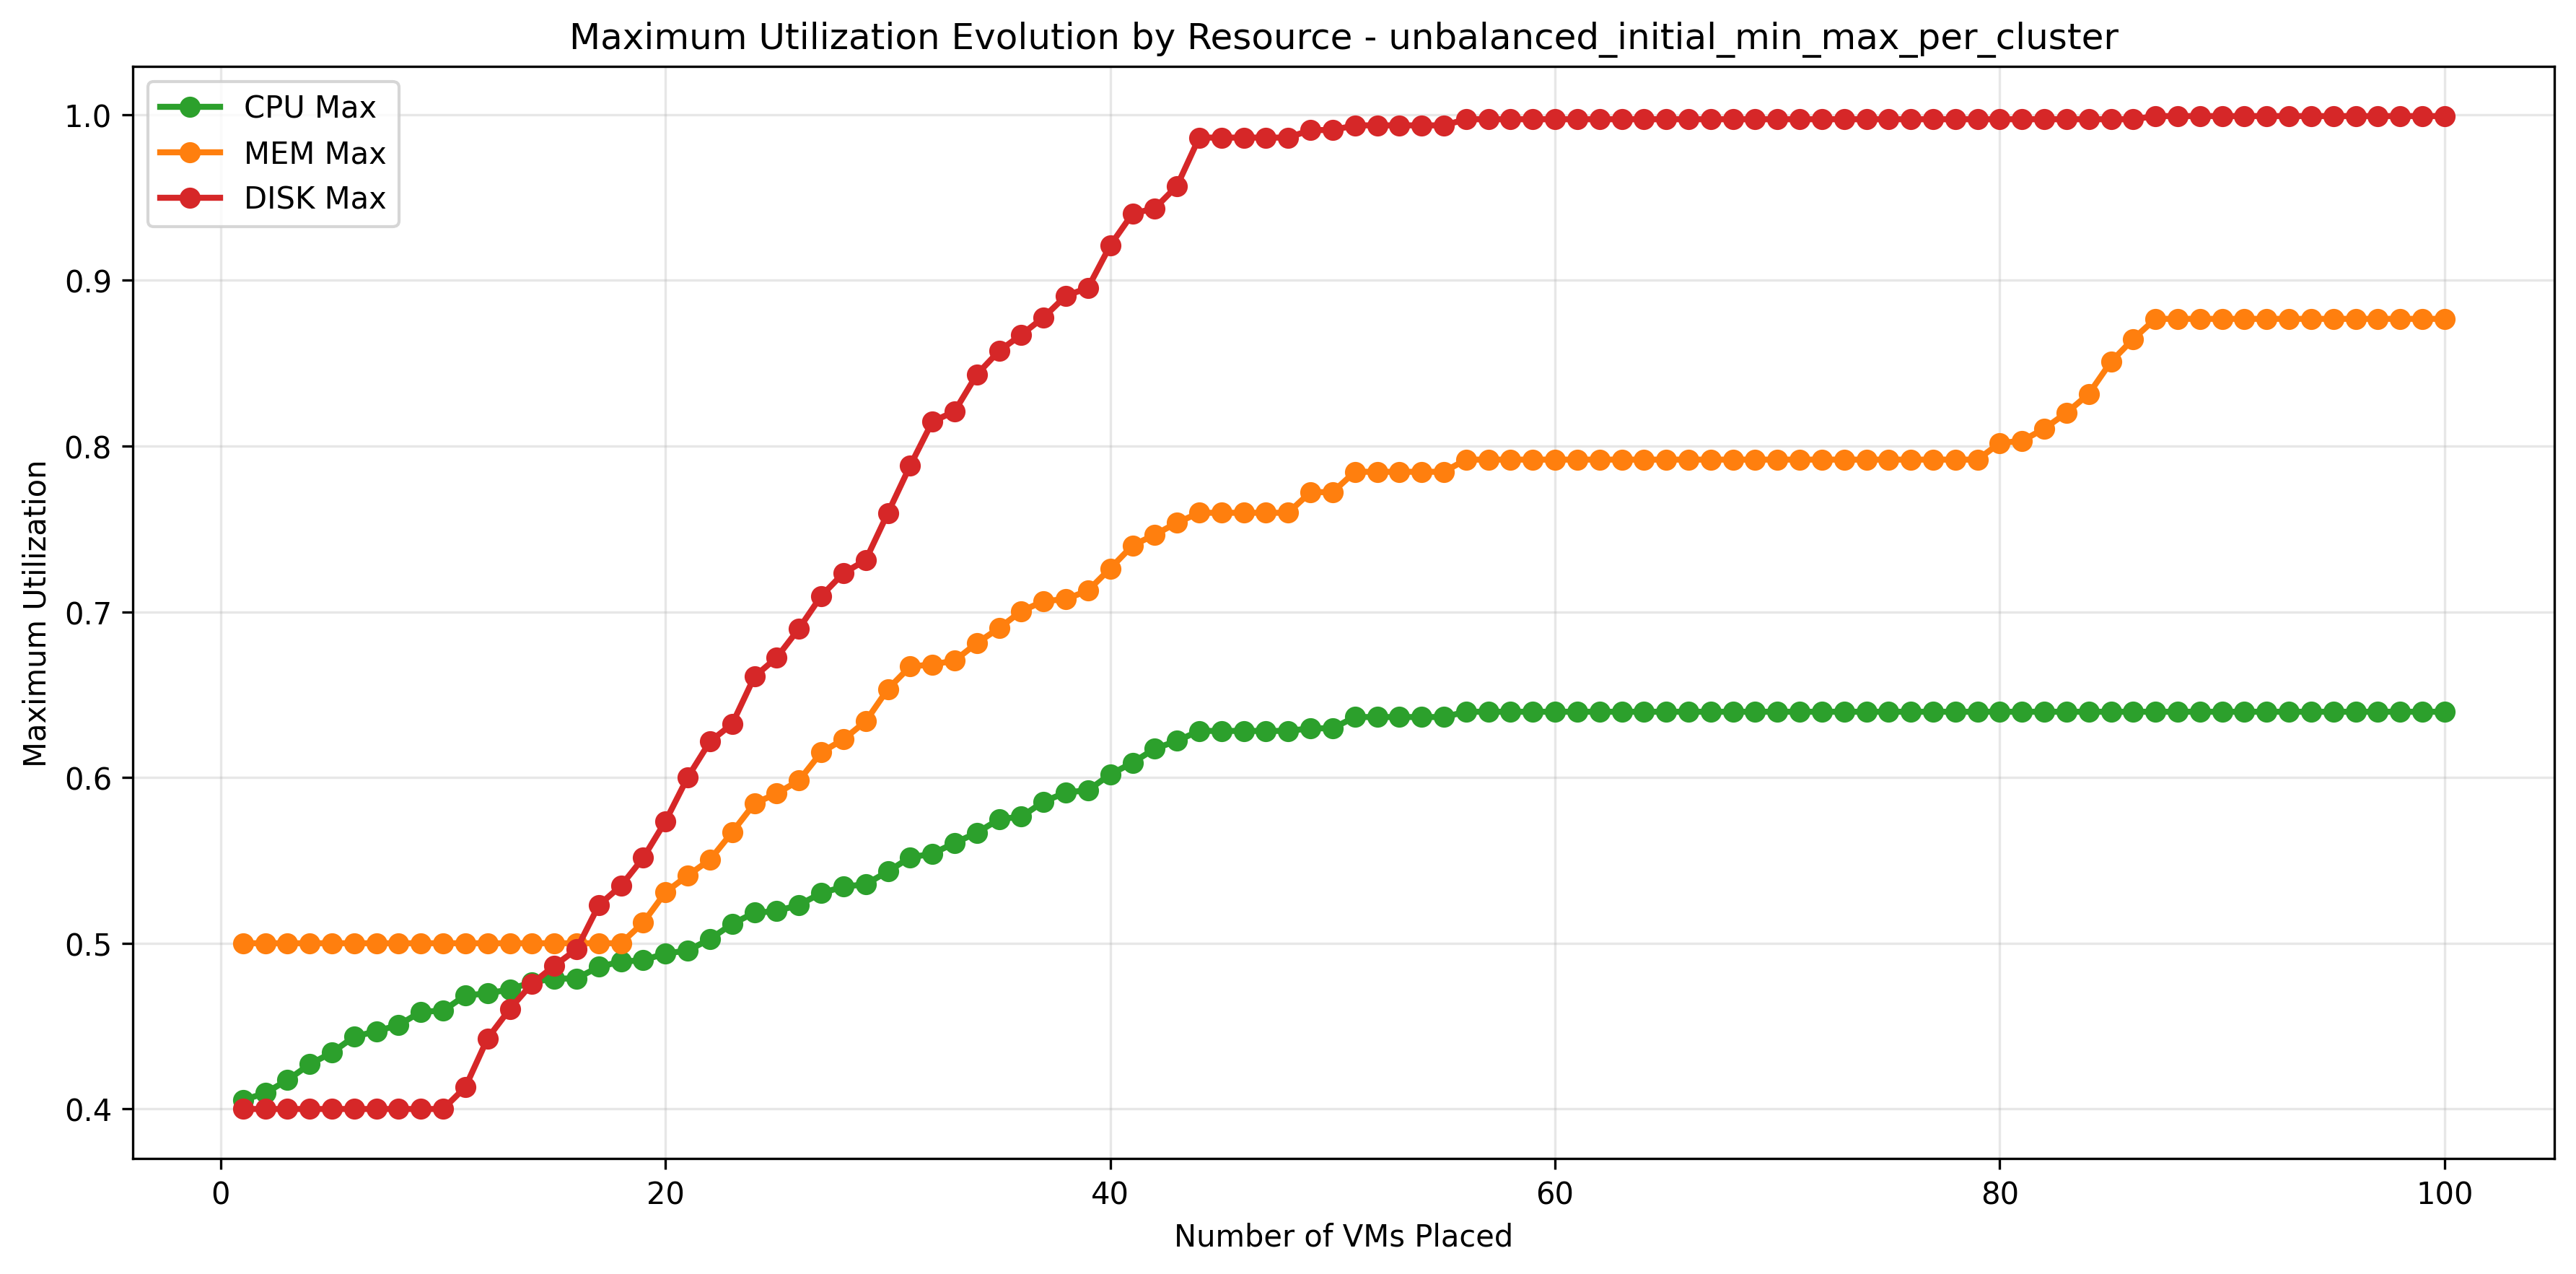 Maximum Utilization Evolution by Resource - unbalanced_initial_min_max_per_cluster
CPU Max
MEM Max
DISK Max
Maximum Utilization
1.0
0.9
0.8
0.7
0.6
0.5
0.4
0 20 40 60 80 100
Number of VMs Placed